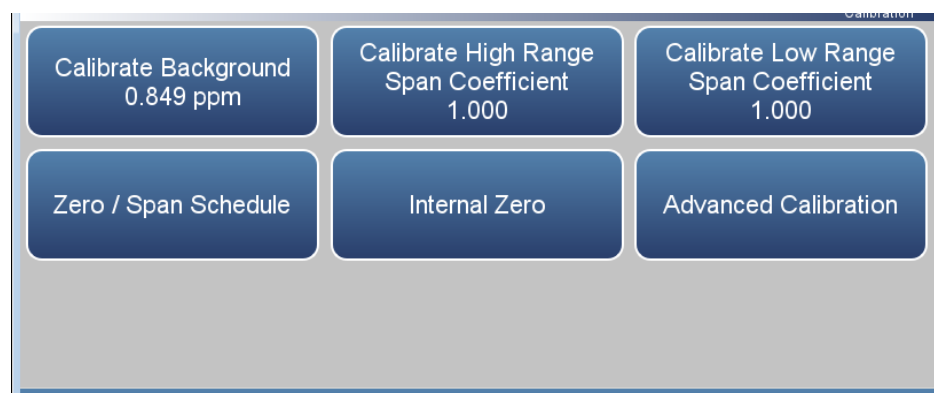 Calibration
Calibrate Background
0.849 ppm
Calibrate High Range
Span Coefficient
1.000
Calibrate Low Range
Span Coefficient
1.000
Zero / Span Schedule
Internal Zero
Advanced Calibration